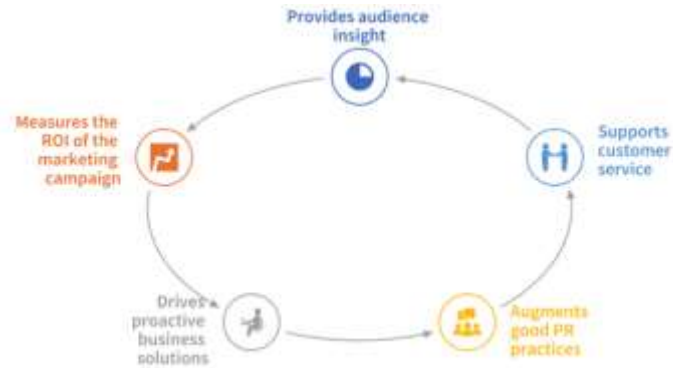 Provides audience
insight
Measures the
ROI of the
marketing
campaign
Supports
customer
service
Drives
proactive
business
solutions
Augments
good PR
practices